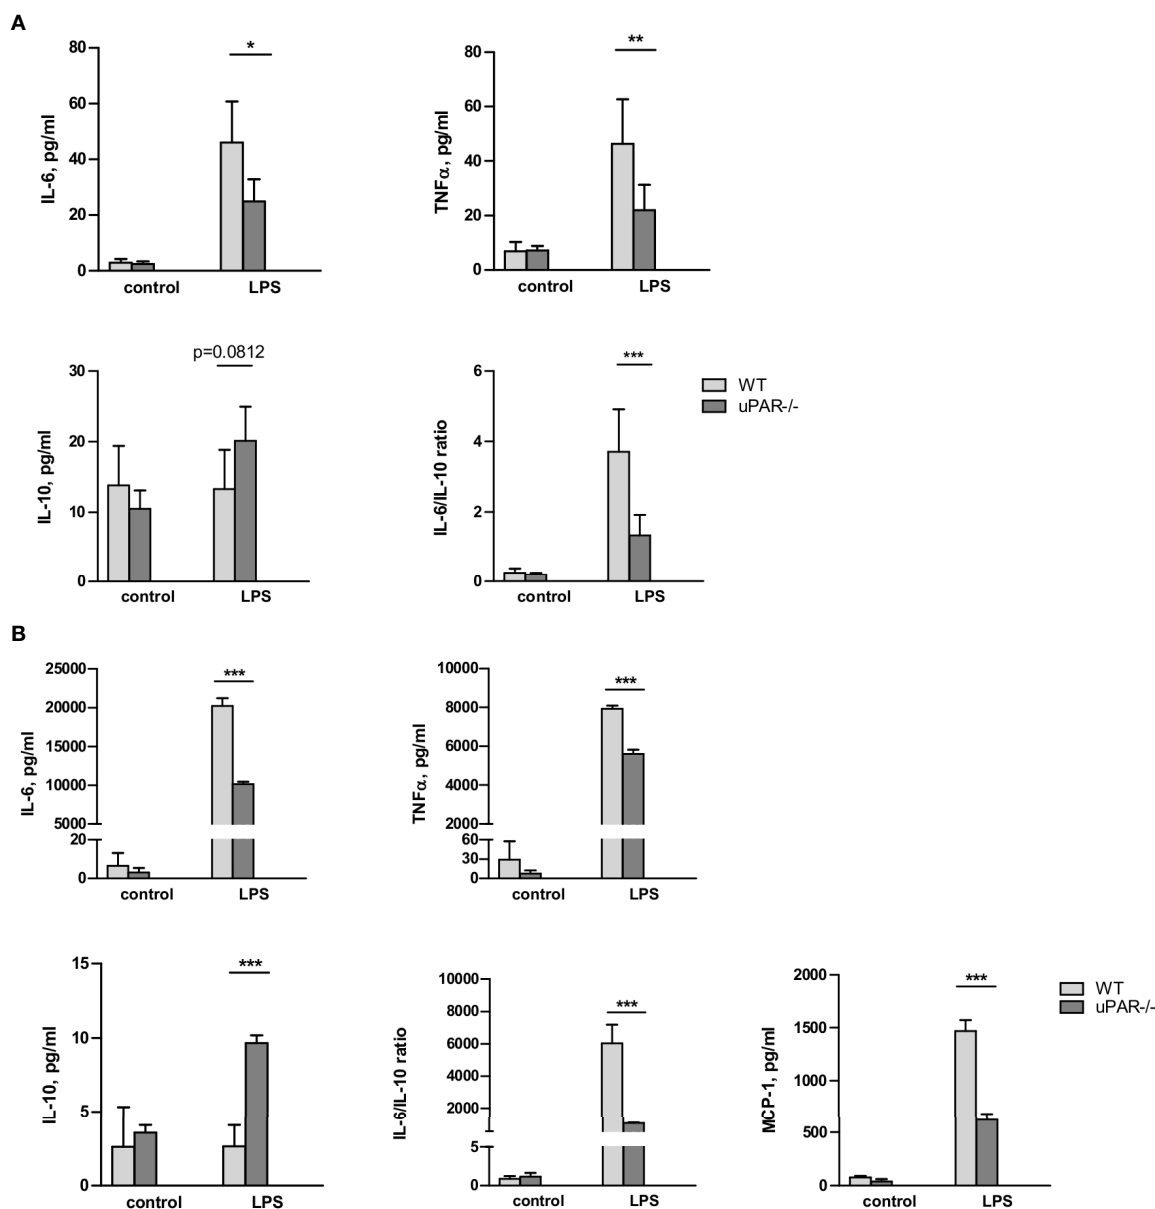 A
IL-6, pg/ml
80
60
40
20
0
*
control
LPS
TNFα, pg/ml
80
60
40
20
0
**
control
LPS
IL-10, pg/ml
30
20
10
0
p=0.0812
control
LPS
IL-6/IL-10 ratio
6
4
2
0
***
control
LPS
WT
uPAR-/-
B
IL-6, pg/ml
25000
20000
15000
10000
5000
20
0
***
control
LPS
TNFα, pg/ml
10000
8000
6000
4000
2000
60
30
0
***
control
LPS
IL-10, pg/ml
15
10
5
0
***
control
LPS
IL-6/IL-10 ratio
10000
8000
6000
4000
2000
5
0
***
control
LPS
MCP-1, pg/ml
2000
1500
1000
500
0
***
control
LPS
WT
uPAR-/-